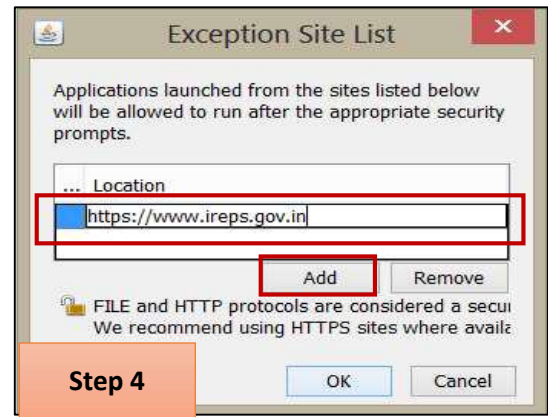 Exception Site List
Applications launched from the sites listed below
will be allowed to run after the appropriate security
prompts.
... Location
https://www.ireps.gov.in
Add Remove
FILE and HTTP protocols are considered a secu
We recommend using HTTPS sites where availa
Step 4
OK Cancel